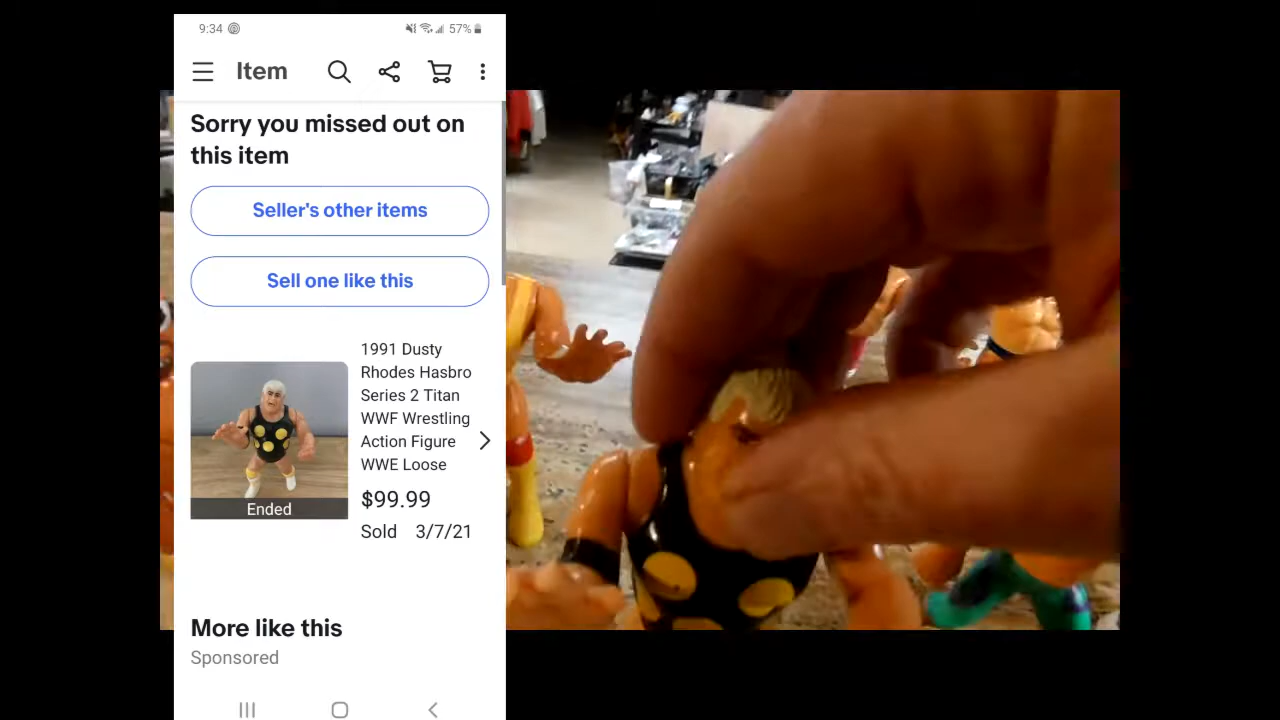 9:34
57%
Item
Sorry you missed out on
this item
Seller's other items
Sell one like this
1991 Dusty
Rhodes Hasbro
Series 2 Titan
WWF Wrestling
Action Figure
WWE Loose
$99.99
Sold 3/7/21
Ended
More like this
Sponsored